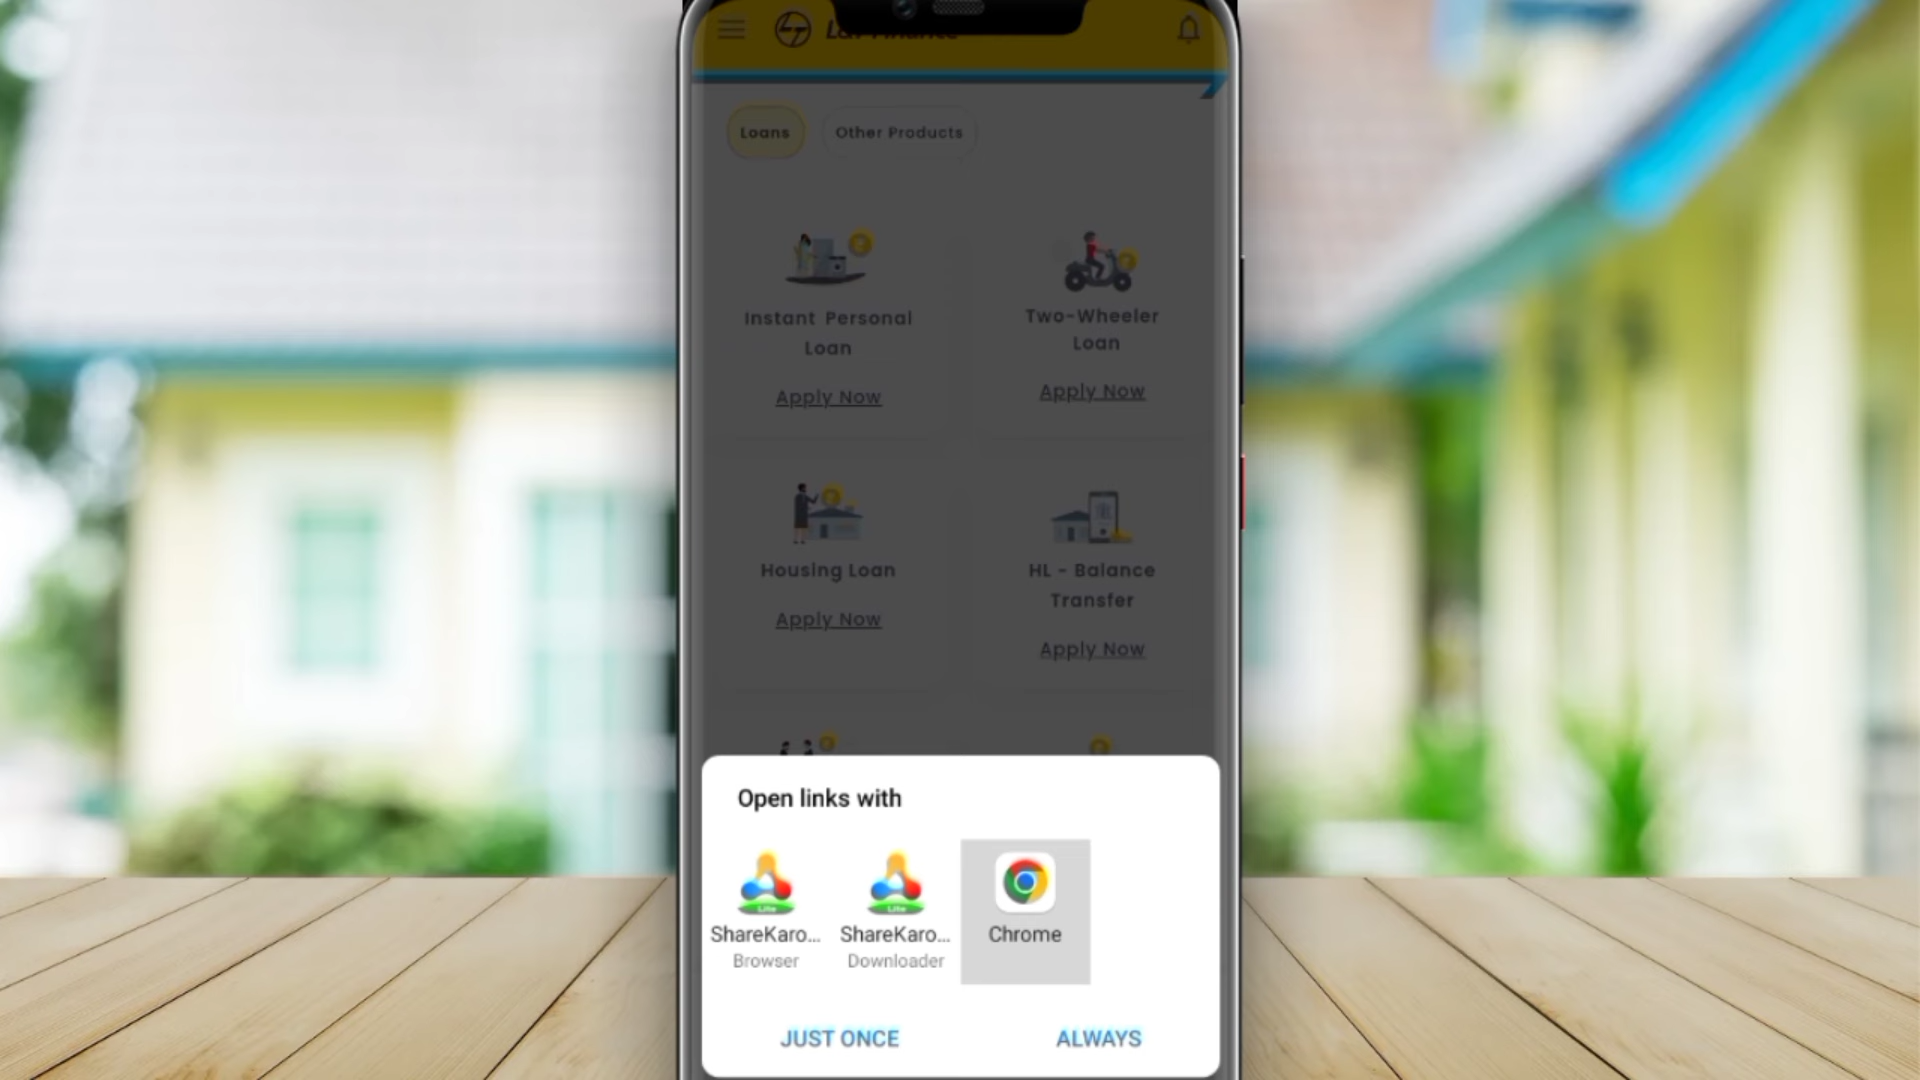 L&T Finance
Loans
Other Products
Instant Personal
Loan
Apply Now
Two-Wheeler
Loan
Apply Now
Housing Loan
Apply Now
HL - Balance
Transfer
Apply Now
Open links with
ShareKaro...
Browser
ShareKaro...
Downloader
Chrome
JUST ONCE
ALWAYS